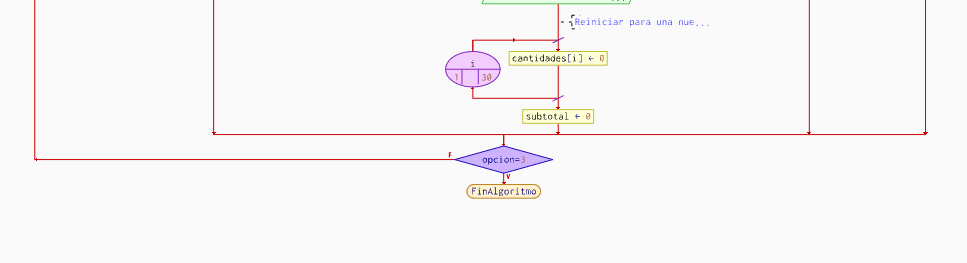 ...
Reiniciar para una nue...
i
1 30
cantidades[i] ← 0
subtotal ← 0
F
opcion=3
V
FinAlgoritmo